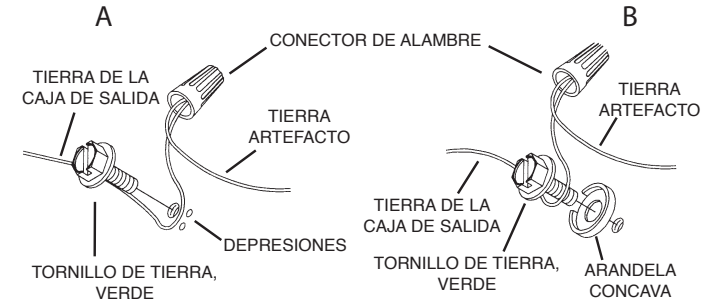 A
B
CONECTOR DE ALAMBRE
TIERRA DE LA
CAJA DE SALIDA
TIERRA
ARTEFACTO
DEPRESIONES
TORNILLO DE TIERRA,
VERDE
TIERRA
ARTEFACTO
TIERRA DE LA
CAJA DE SALIDA
TORNILLO DE TIERRA,
VERDE
ARANDELA
CONCAVA